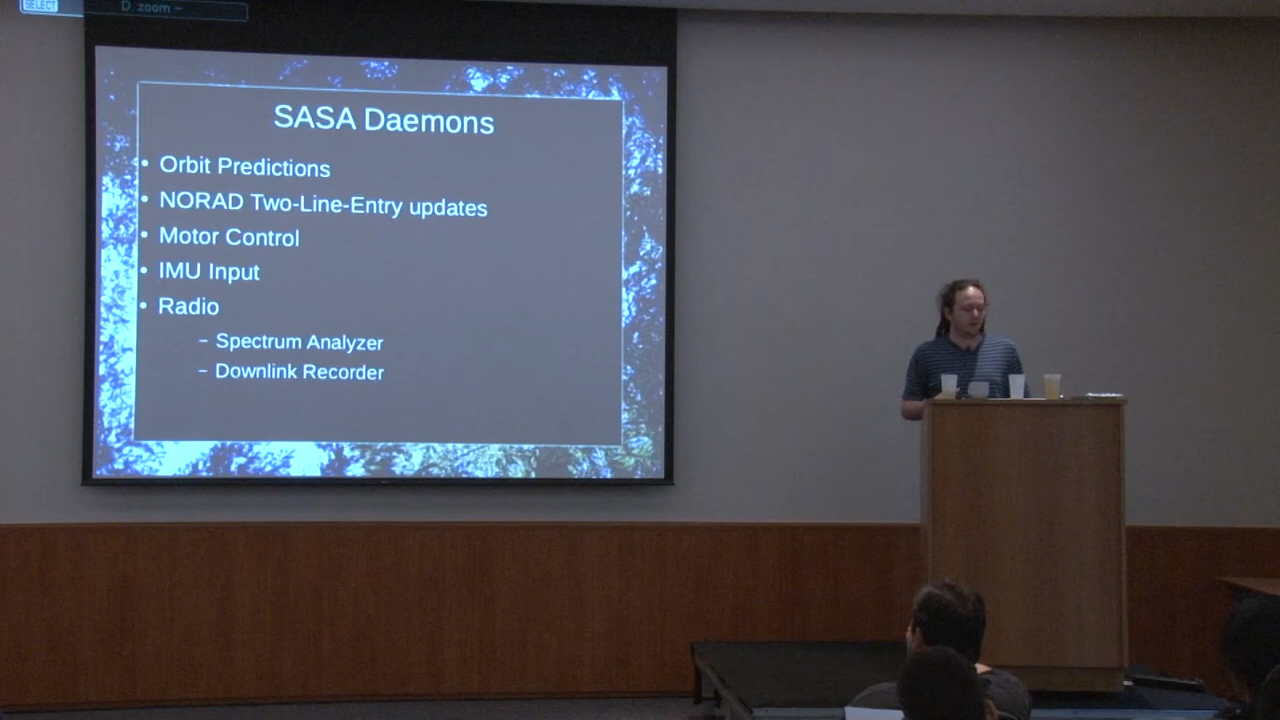 SELECT
D. zoom
SASA Daemons
• Orbit Predictions
• NORAD Two-Line-Entry updates
• Motor Control
• IMU Input
• Radio
– Spectrum Analyzer
– Downlink Recorder